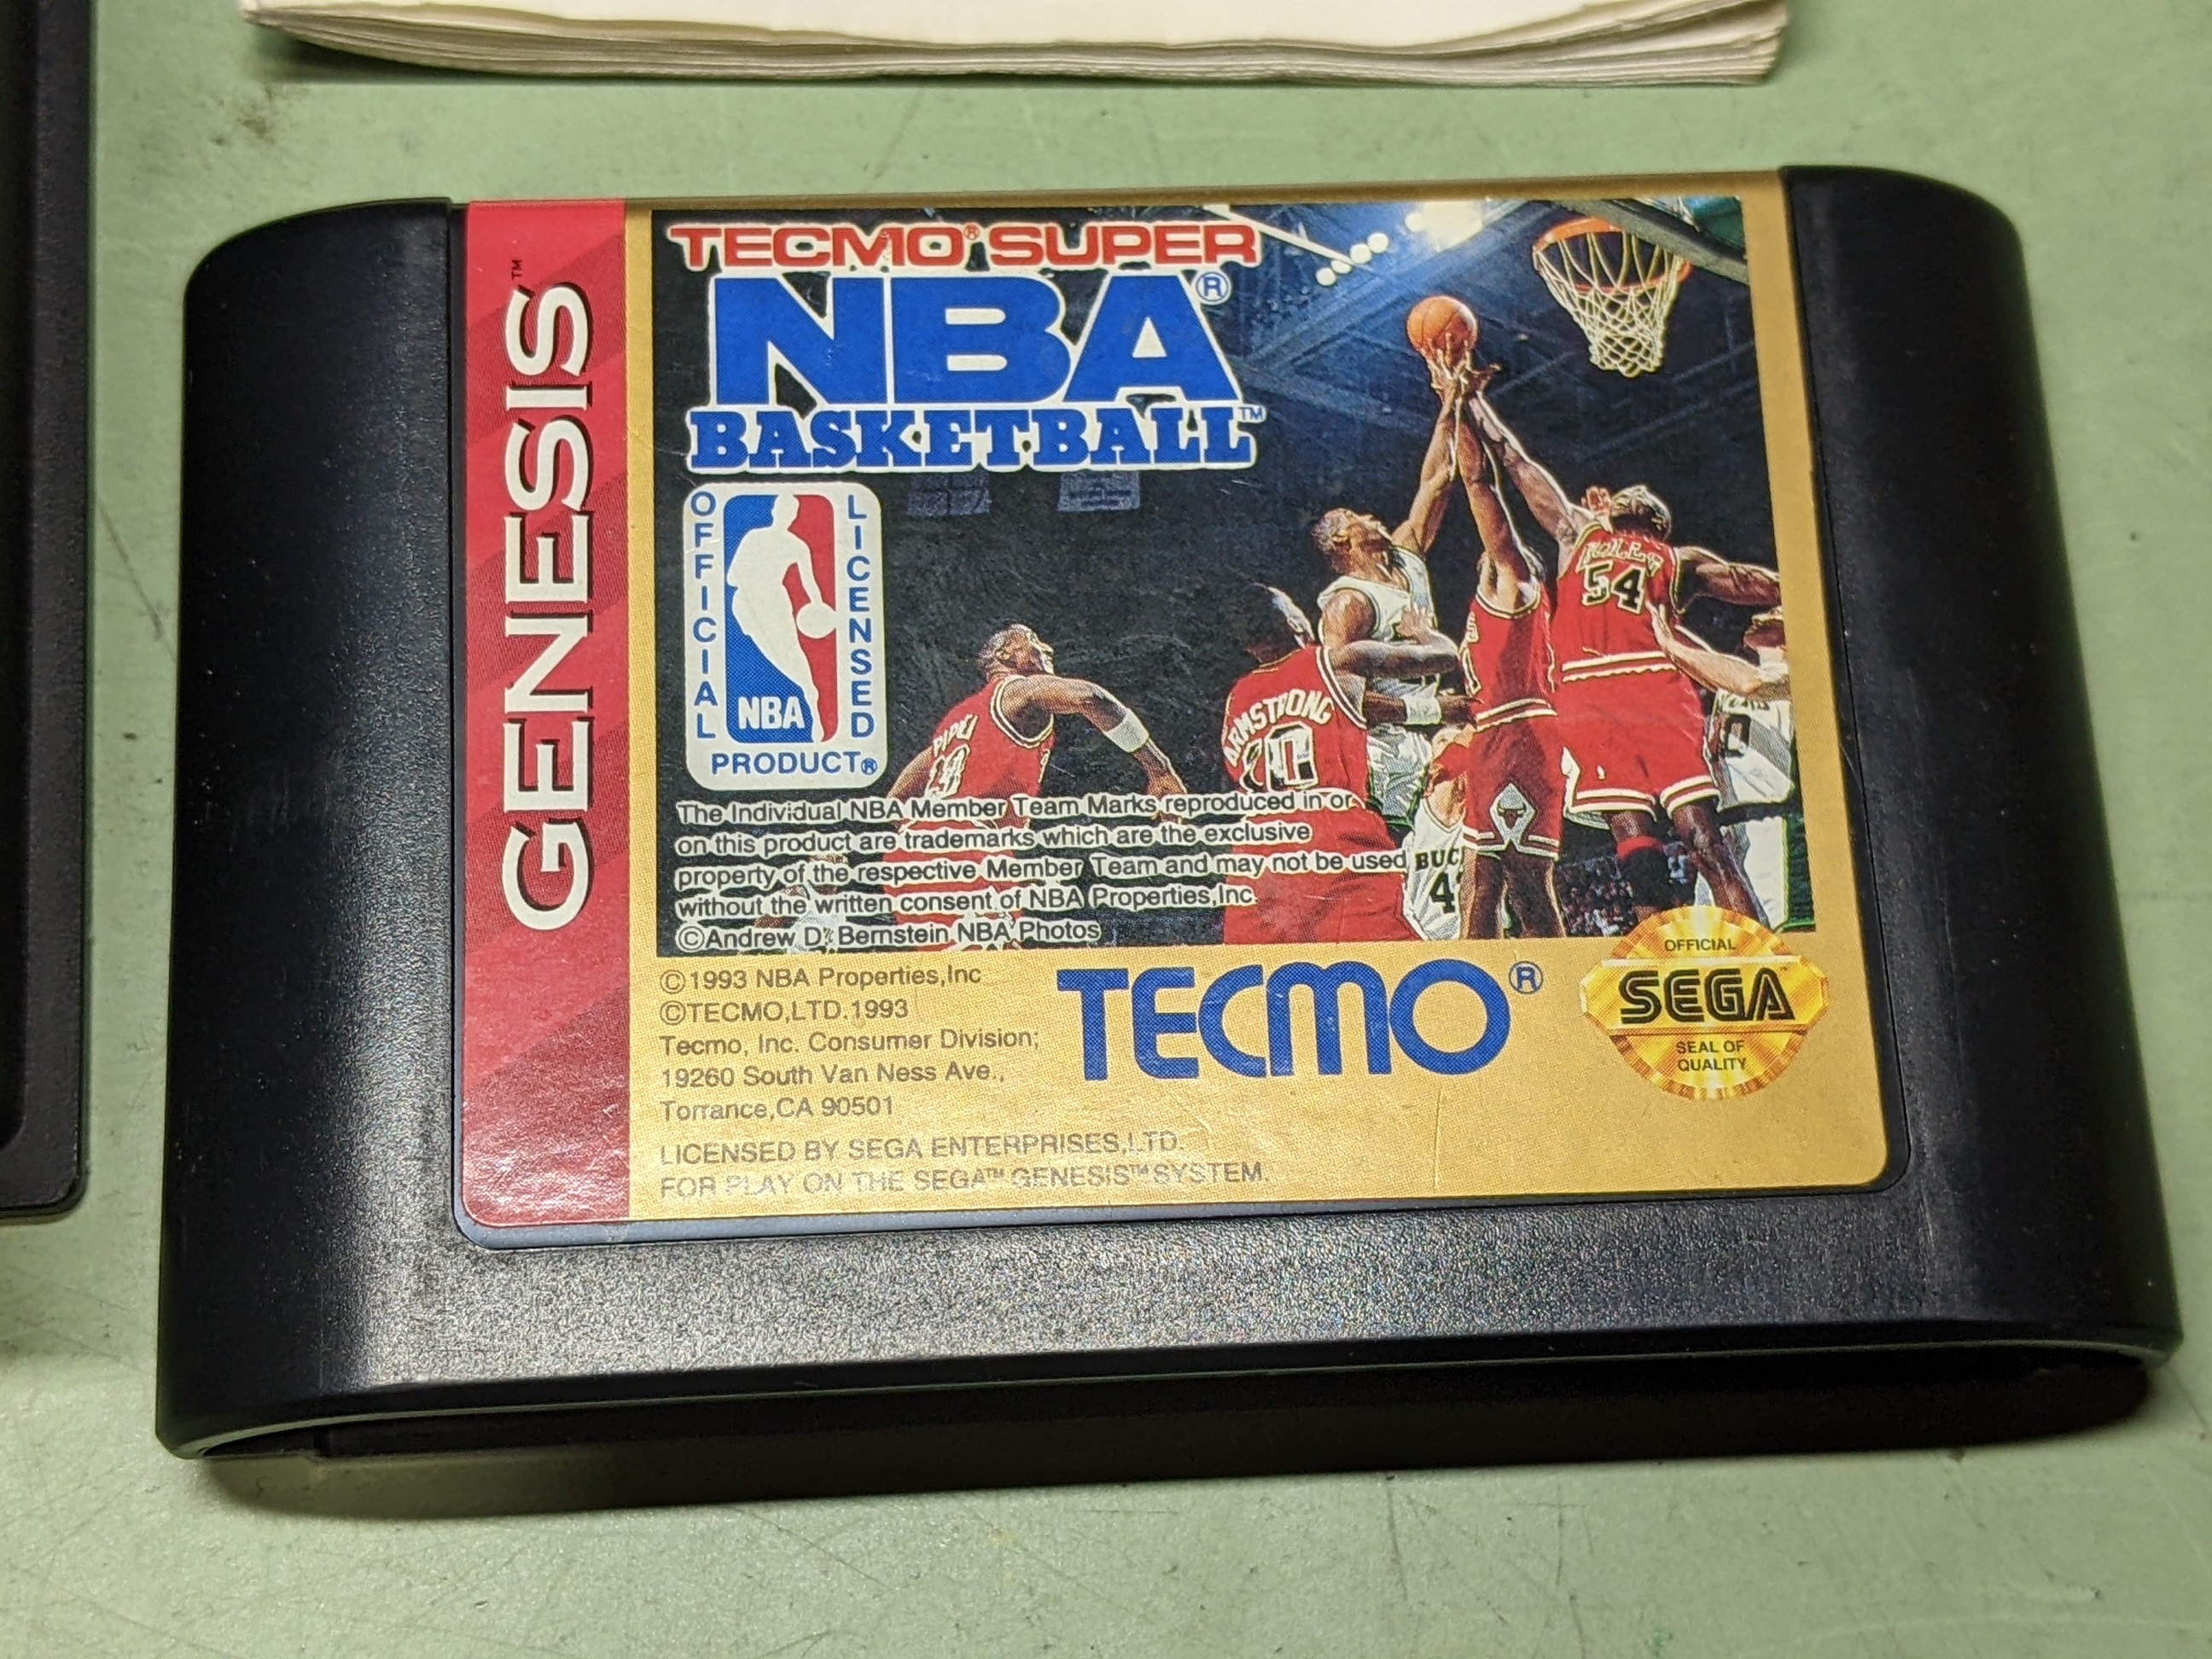 GENESIS™
TECMO® SUPER
NBA®
BASKETBALL™
OFFICIAL
LICENSED
NBA
PRODUCT®
54
ARMSTRONG
10
BUC
4
The Individual NBA Member Team Marks reproduced in or
on this product are trademarks which are the exclusive
property of the respective Member Team and may not be used
without the written consent of NBA Properties,Inc.
©Andrew D. Bernstein NBA Photos
©1993 NBA Properties,Inc
©TECMO,LTD.1993
Tecmo, Inc. Consumer Division;
19260 South Van Ness Ave.,
Torrance,CA 90501
LICENSED BY SEGA ENTERPRISES,LTD.
FOR PLAY ON THE SEGA™ GENESIS™ SYSTEM.
TECMO®
OFFICIAL
SEGA™
SEAL OF
QUALITY